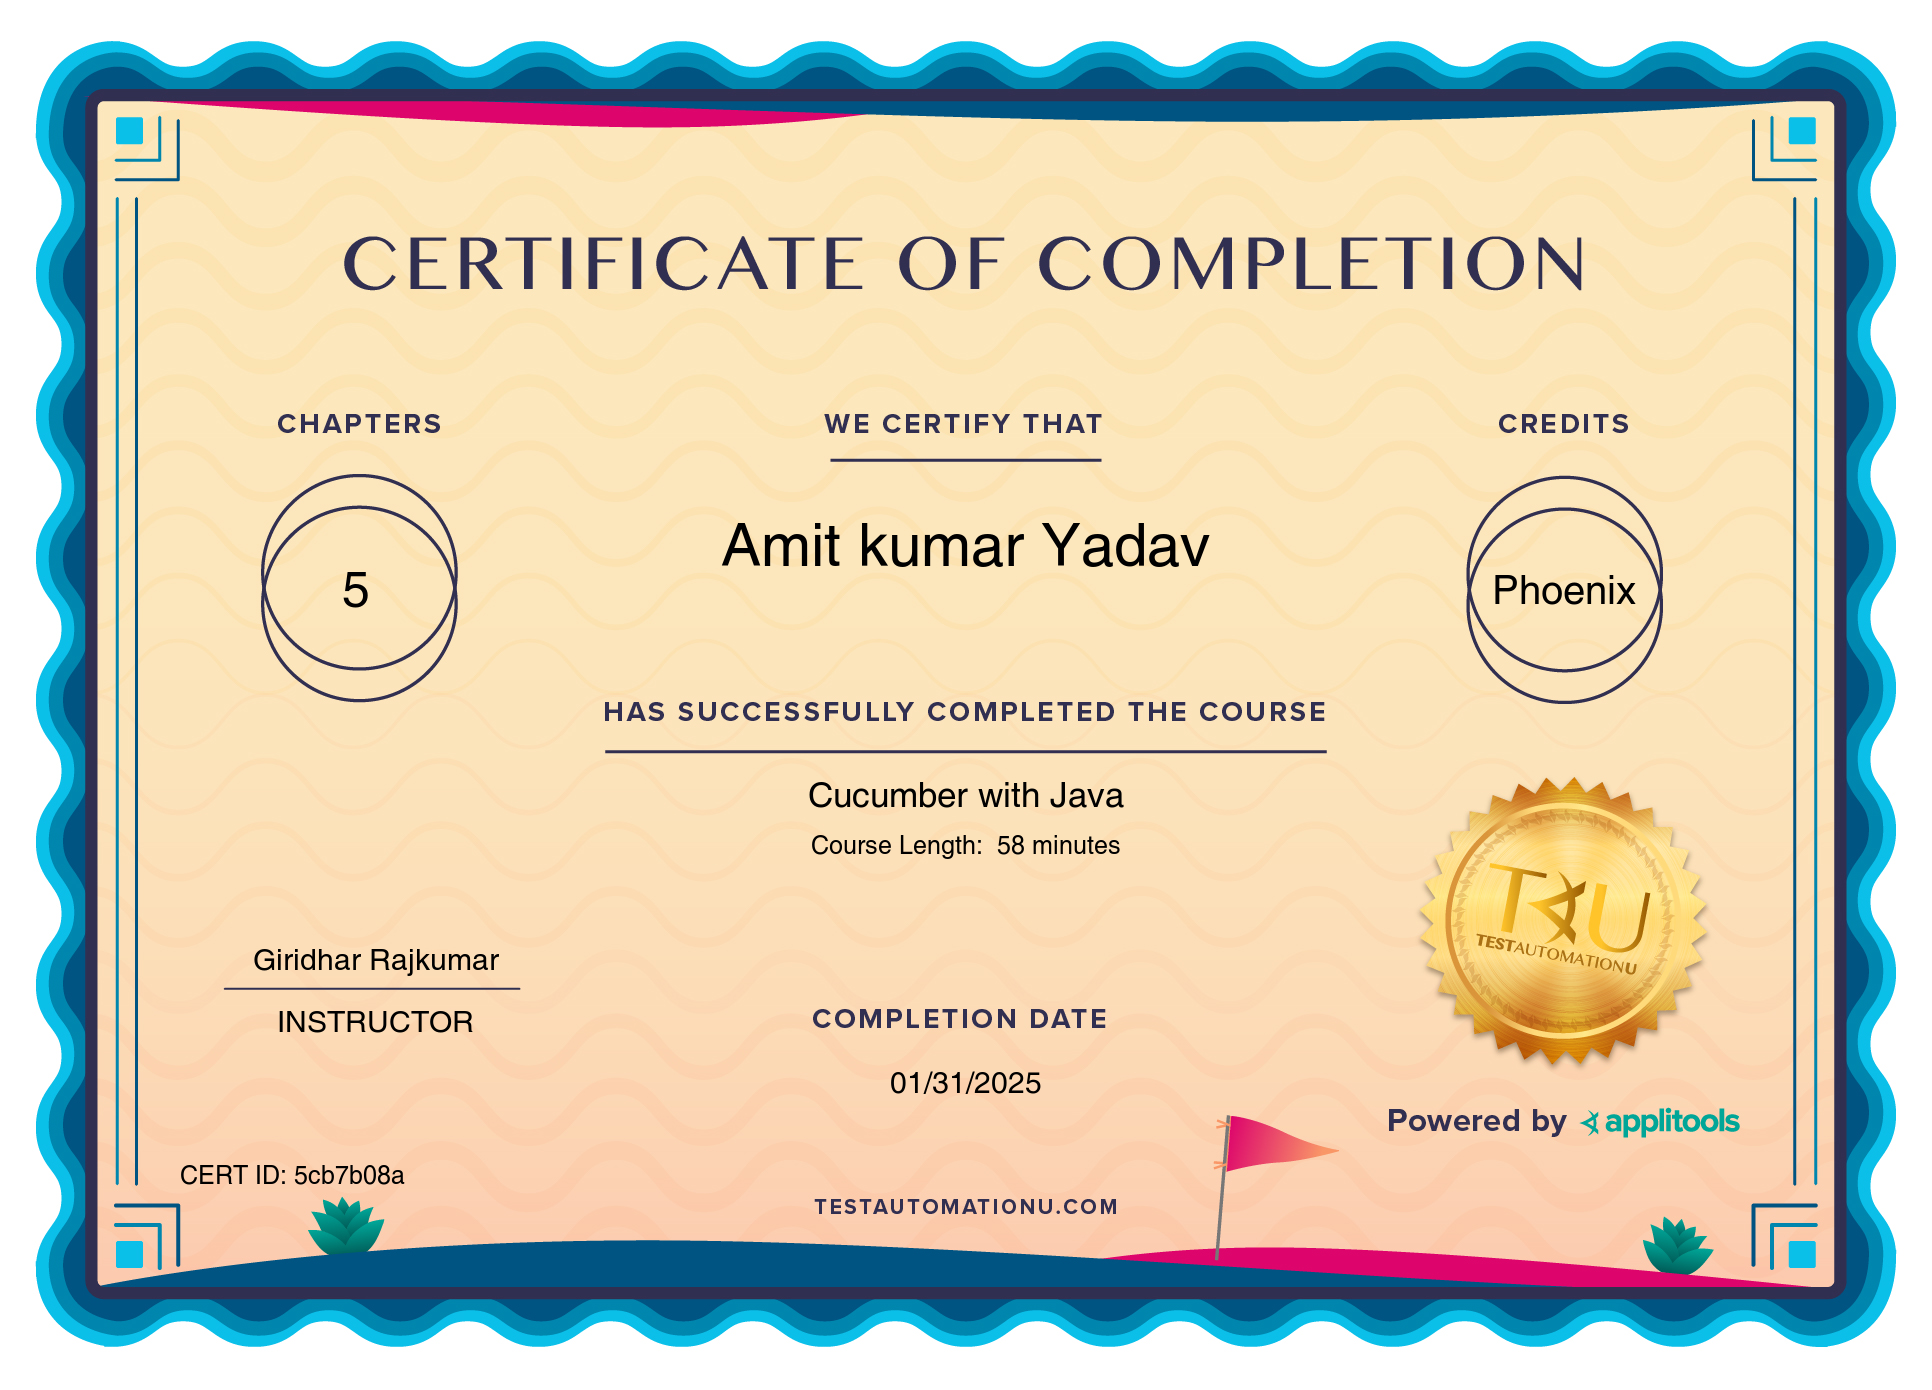 CERTIFICATE OF COMPLETION
CHAPTERS
5
WE CERTIFY THAT
Amit kumar Yadav
CREDITS
Phoenix
HAS SUCCESSFULLY COMPLETED THE COURSE
Cucumber with Java
Course Length:  58 minutes
Giridhar Rajkumar
INSTRUCTOR
COMPLETION DATE
01/31/2025
TAU
TESTAUTOMATIONU
Powered by applitools
CERT ID: 5cb7b08a
TESTAUTOMATIONU.COM